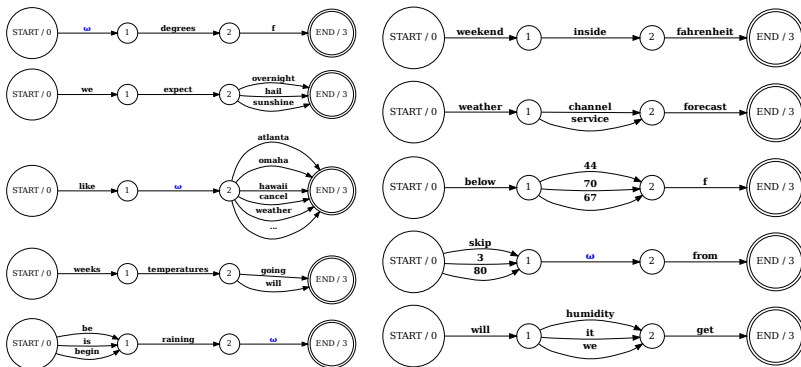 START / 0 ω 1 degrees 2 f END / 3
START / 0 we 1 expect 2 overnight hail sunshine END / 3
START / 0 like 1 ω 2 atlanta omaha hawaii cancel weather ... END / 3
START / 0 weeks 1 temperatures 2 going will END / 3
START / 0 be is begin 1 raining 2 ω END / 3
START / 0 weekend 1 inside 2 fahrenheit END / 3
START / 0 weather 1 channel service 2 forecast END / 3
START / 0 below 1 44 70 67 2 f END / 3
START / 0 skip 3 80 1 ω 2 from END / 3
START / 0 will 1 humidity it we 2 get END / 3